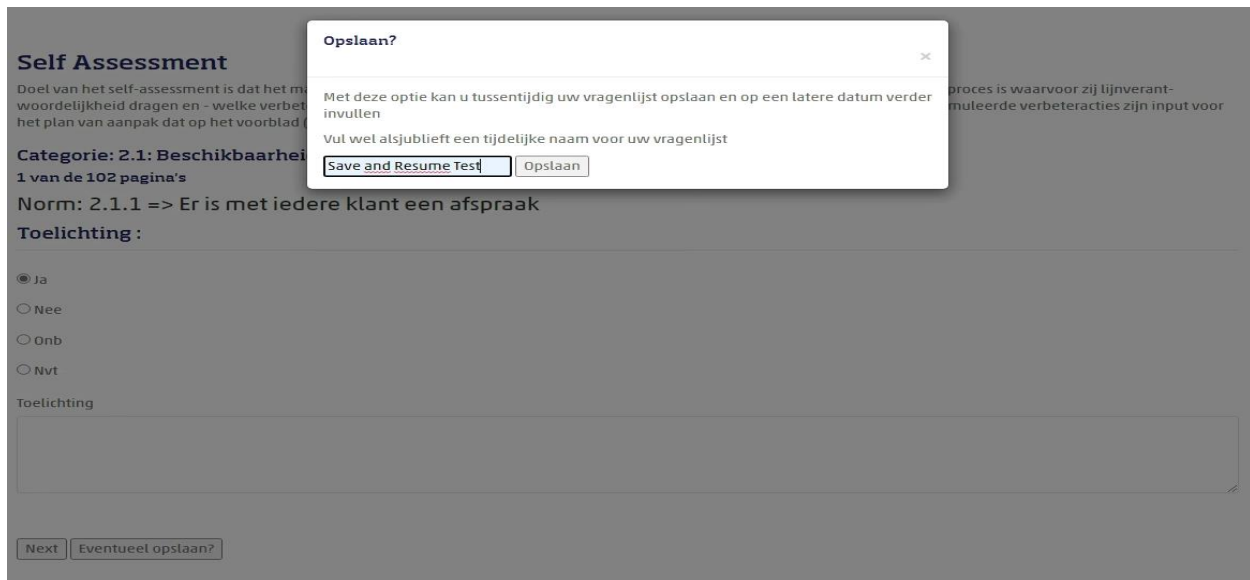 Opslaan?
×
Met deze optie kan u tussentijdig uw vragenlijst opslaan en op een latere datum verder
invullen
Vul wel alsjublieft een tijdelijke naam voor uw vragenlijst
Save and Resume Test Opslaan
Self Assessment
Doel van het self-assessment is dat het proces is waarvoor zij lijnverant-
woordelijkheid dragen en - welke verbeteracties zijn input voor
het plan van aanpak dat op het voorblad (
Categorie: 2.1:
1 van de 102 pagina's
Norm: 2.1.1 => Er is met iedere klant een afspraak
Toelichting :
Ja
Nee
Onb
Nvt
Toelichting
Next Eventueel opslaan?